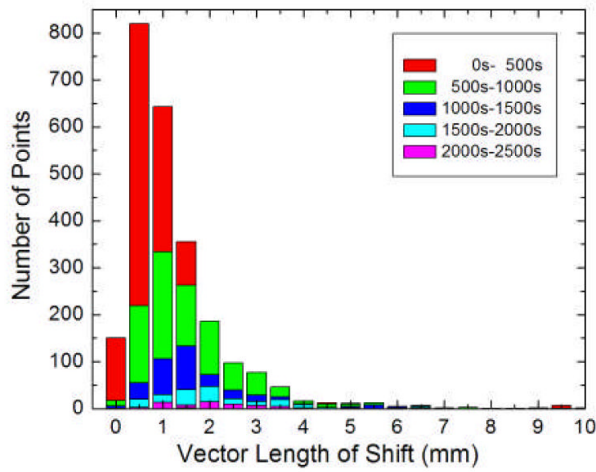 800
700
600
500
400
300
200
100
0
Number of Points
0s- 500s
500s-1000s
1000s-1500s
1500s-2000s
2000s-2500s
0 1 2 3 4 5 6 7 8 9 10
Vector Length of Shift (mm)